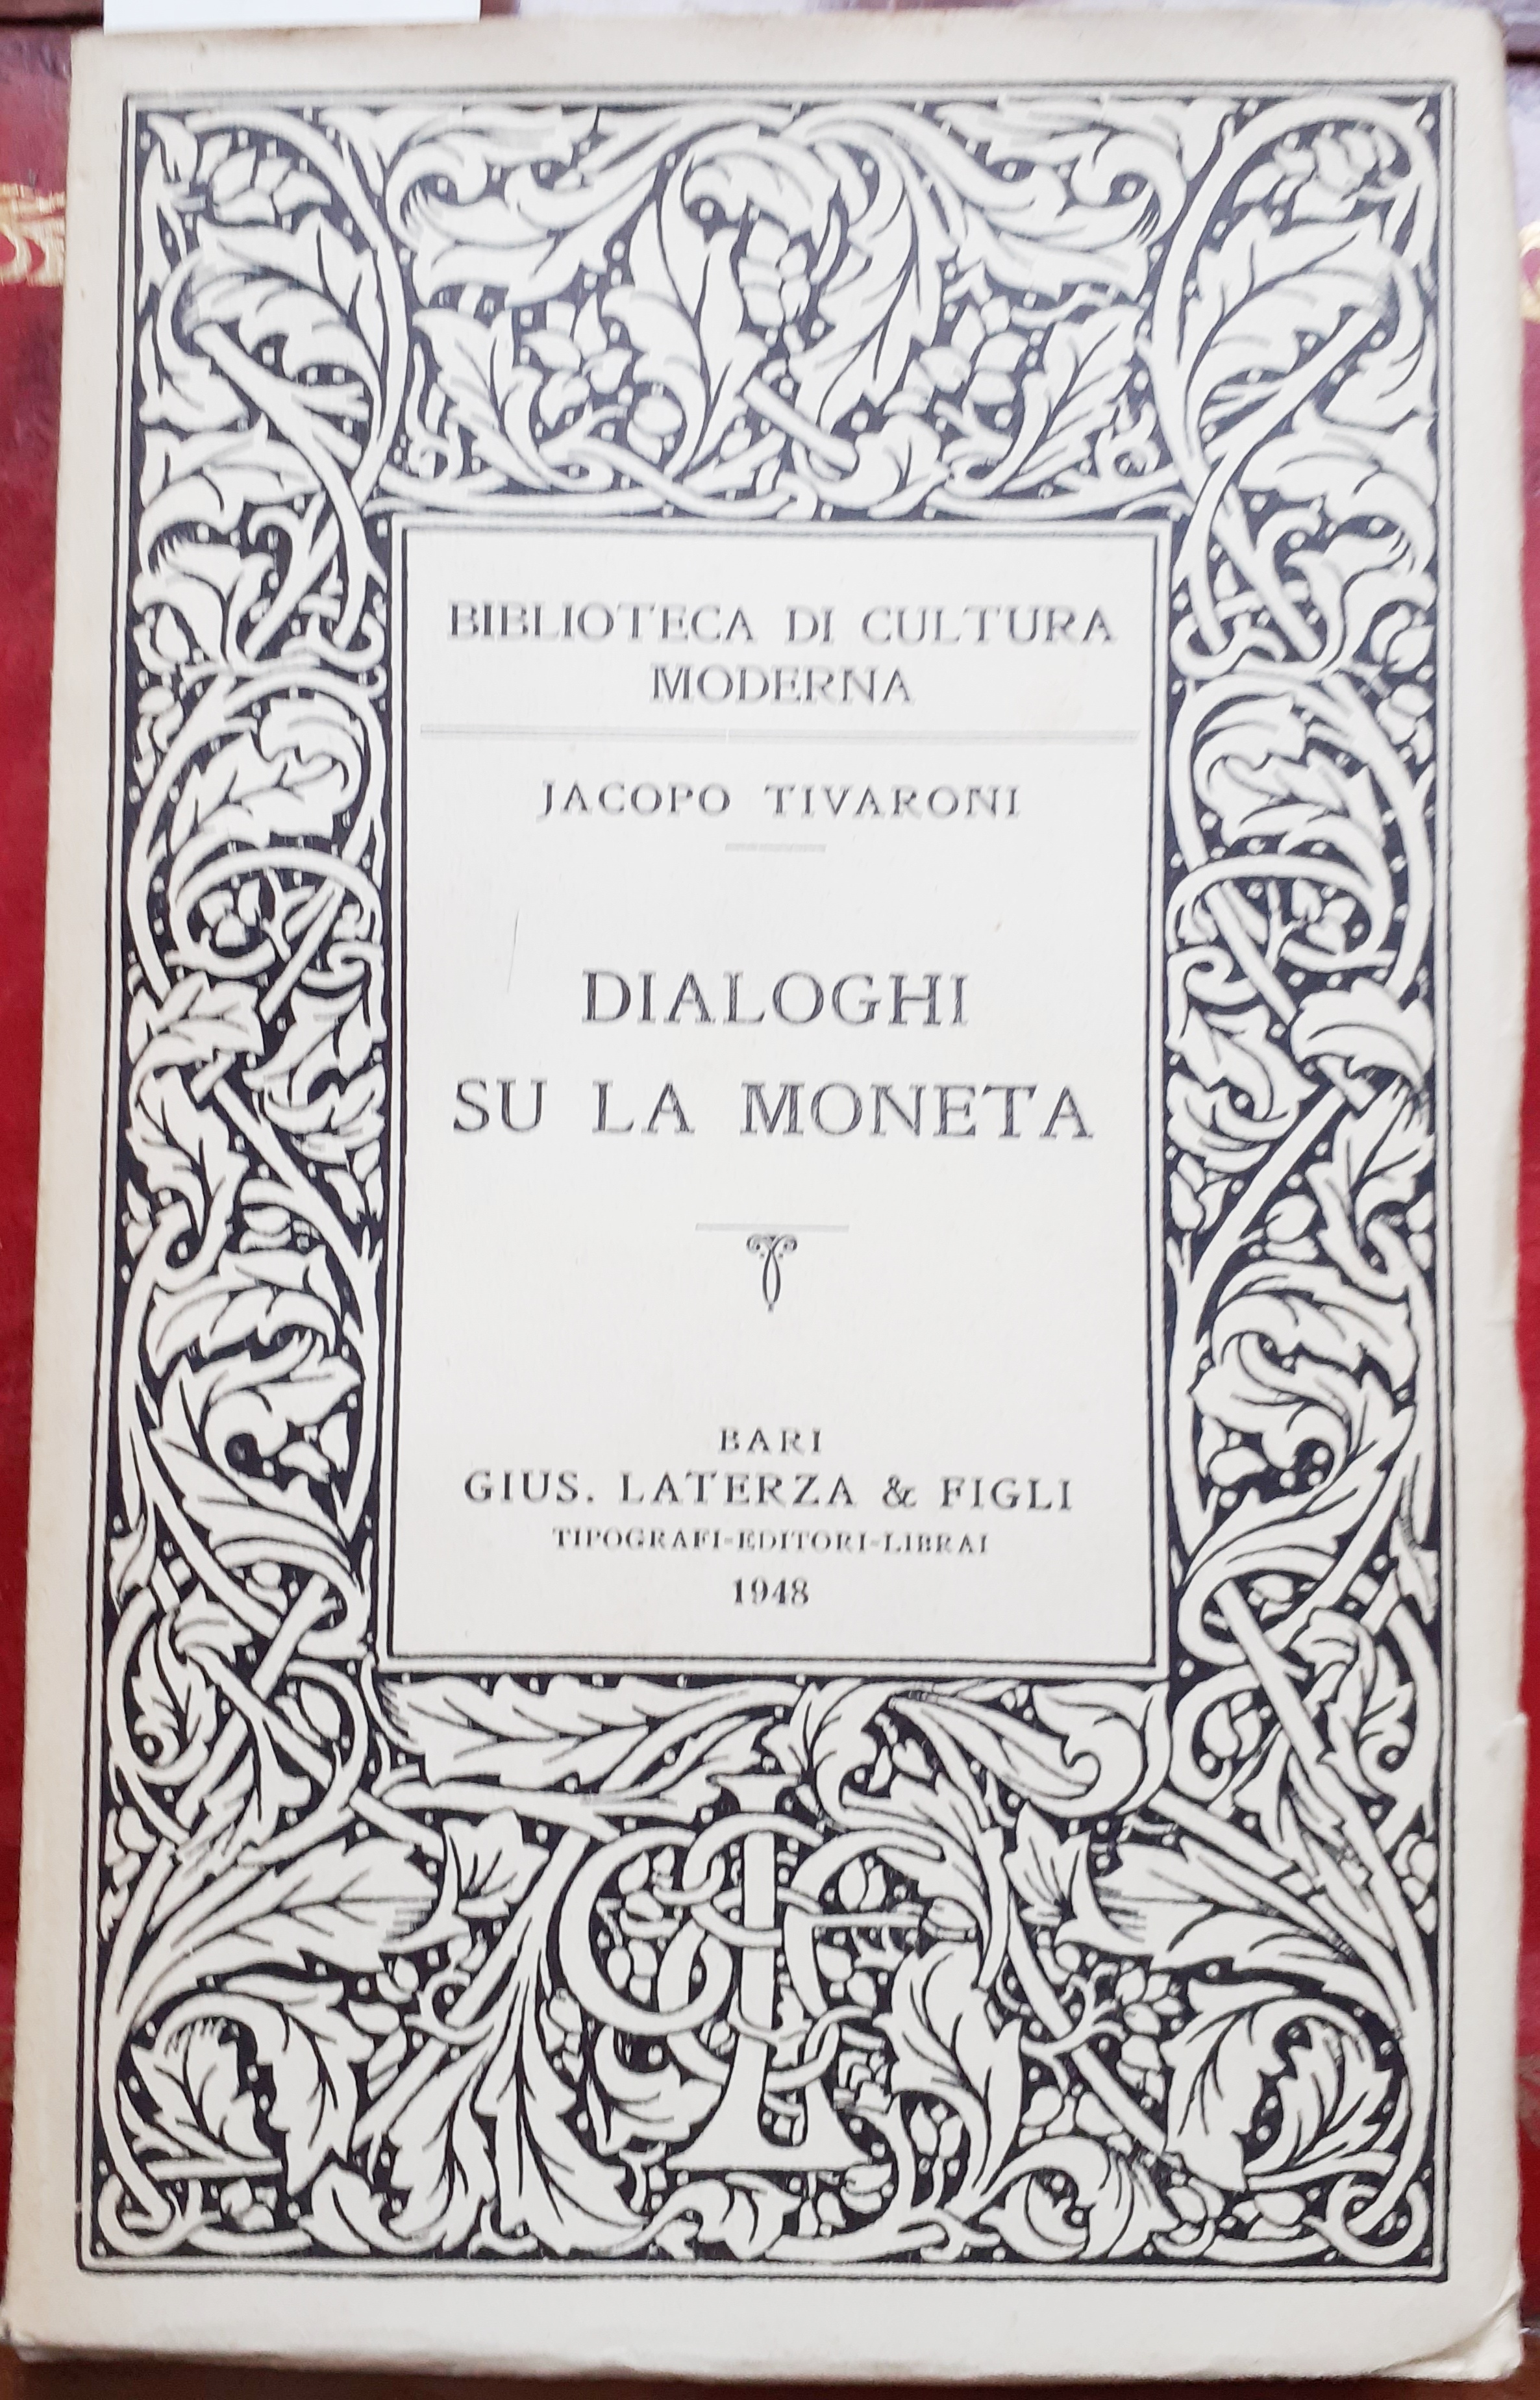 BIBLIOTECA DI CULTURA
MODERNA
JACOPO TIVARONI
DIALOGHI
SU LA MONETA
BARI
GIUS. LATERZA & FIGLI
TIPOGRAFI-EDITORI-LIBRAI
1948